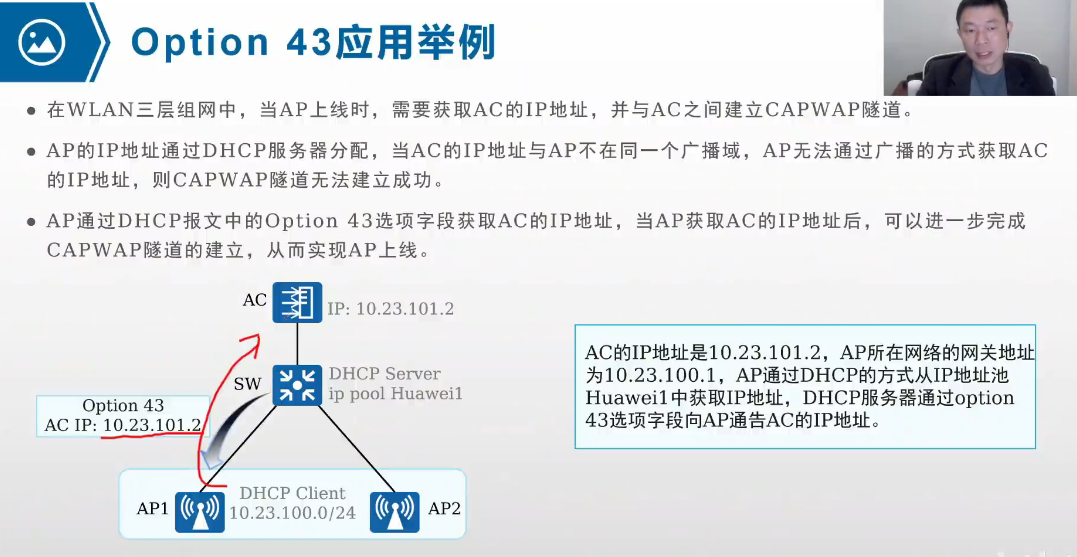 Option 43应用举例
在WLAN三层组网中，当AP上线时，需要获取AC的IP地址，并与AC之间建立CAPWAP隧道。
AP的IP地址通过DHCP服务器分配，当AC的IP地址与AP不在同一个广播域，AP无法通过广播的方式获取AC
的IP地址，则CAPWAP隧道无法建立成功。
AP通过DHCP报文中的Option 43选项字段获取AC的IP地址，当AP获取AC的IP地址后，可以进一步完成
CAPWAP隧道的建立，从而实现AP上线。
AC
IP: 10.23.101.2
SW
DHCP Server
ip pool Huawei1
Option 43
AC IP: 10.23.101.2
AP1
DHCP Client
10.23.100.0/24
AP2
AC的IP地址是10.23.101.2，AP所在网络的网关地址
为10.23.100.1，AP通过DHCP的方式从IP地址池
Huawei1中获取IP地址，DHCP服务器通过option
43选项字段向AP通告AC的IP地址。